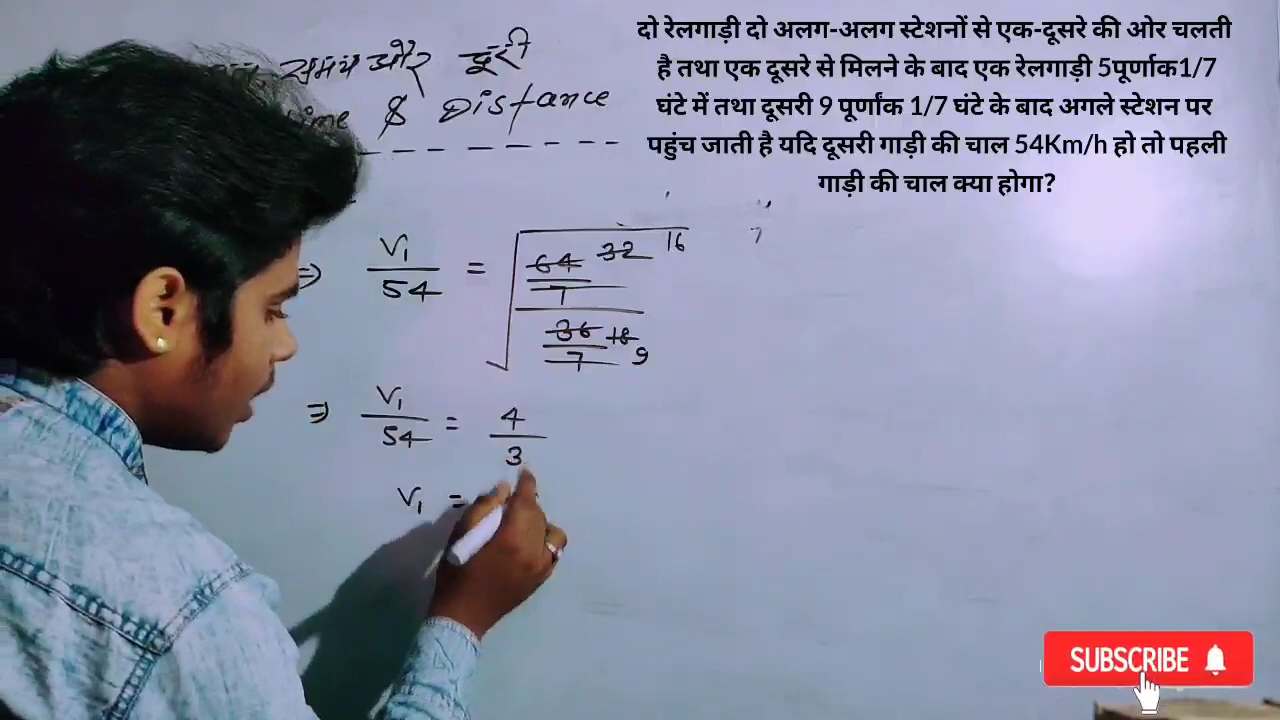 दो रेलगाड़ी दो अलग-अलग स्टेशनों से एक-दूसरे की ओर चलती
है तथा एक दूसरे से मिलने के बाद एक रेलगाड़ी 5पूर्णाक1/7
घंटे में तथा दूसरी 9 पूर्णांक 1/7 घंटे के बाद अगले स्टेशन पर
पहुंच जाती है यदि दूसरी गाड़ी की चाल 54Km/h हो तो पहली
गाड़ी की चाल क्या होगा?
समय और दूरी
& Distance
⇒ V₁/54 = √((64/7)/(36/7)) 32 16 18 9
⇒ V₁/54 = 4/3
V₁ =
SUBSCRIBE